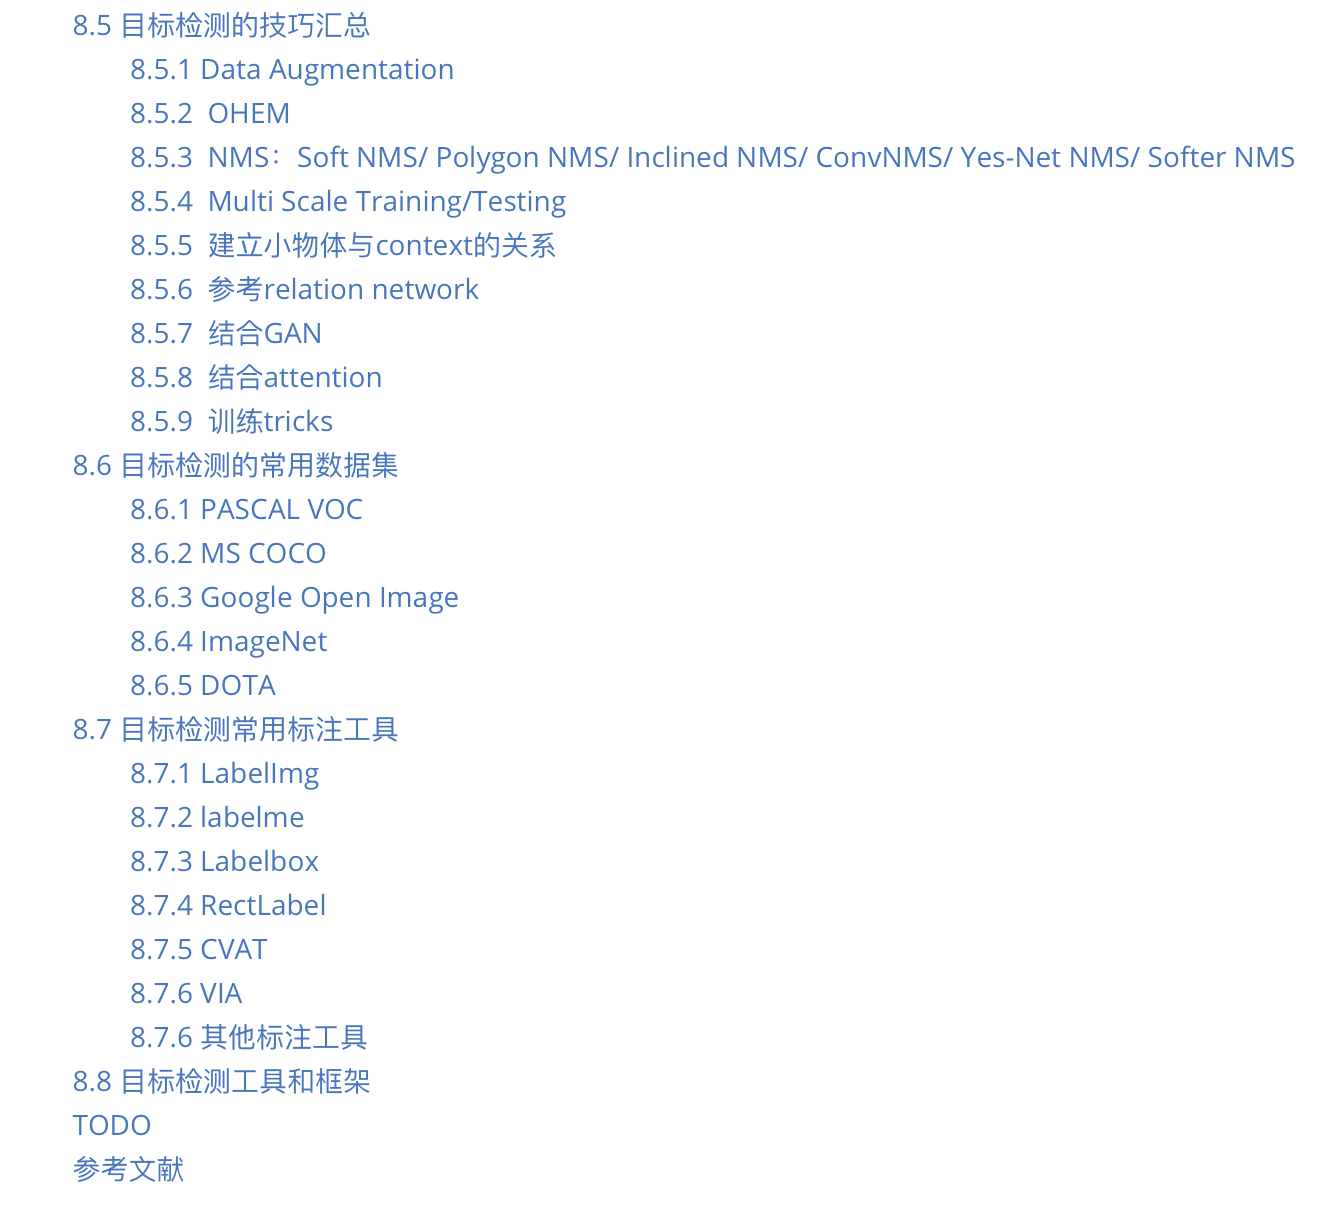 8.5 目标检测的技巧汇总
8.5.1 Data Augmentation
8.5.2  OHEM
8.5.3  NMS：Soft NMS/ Polygon NMS/ Inclined NMS/ ConvNMS/ Yes-Net NMS/ Softer NMS
8.5.4  Multi Scale Training/Testing
8.5.5  建立小物体与context的关系
8.5.6  参考relation network
8.5.7  结合GAN
8.5.8  结合attention
8.5.9  训练tricks
8.6 目标检测的常用数据集
8.6.1 PASCAL VOC
8.6.2 MS COCO
8.6.3 Google Open Image
8.6.4 ImageNet
8.6.5 DOTA
8.7 目标检测常用标注工具
8.7.1 LabelImg
8.7.2 labelme
8.7.3 Labelbox
8.7.4 RectLabel
8.7.5 CVAT
8.7.6 VIA
8.7.6 其他标注工具
8.8 目标检测工具和框架
TODO
参考文献